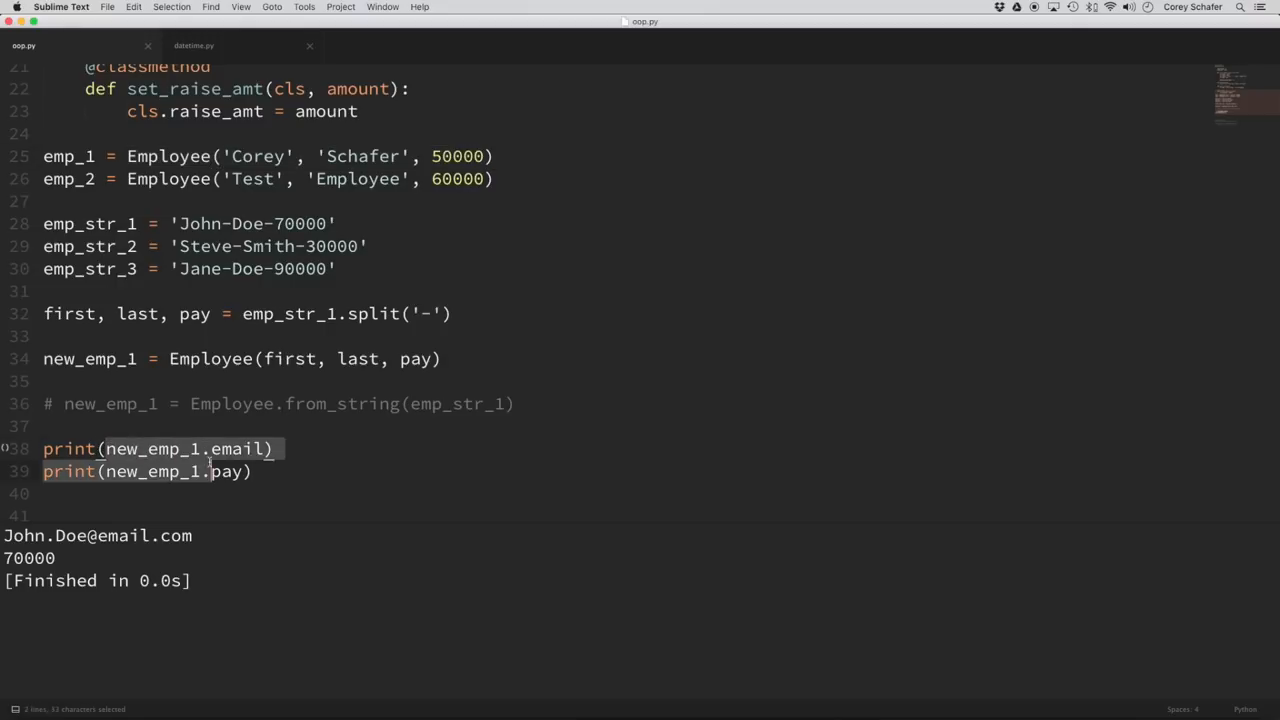 Sublime Text File Edit Selection Find View Goto Tools Project Window Help Corey Schafer
oop.py
oop.py datetime.py
21 @classmethod
22 def set_raise_amt(cls, amount):
23 cls.raise_amt = amount
24
25 emp_1 = Employee('Corey', 'Schafer', 50000)
26 emp_2 = Employee('Test', 'Employee', 60000)
27
28 emp_str_1 = 'John-Doe-70000'
29 emp_str_2 = 'Steve-Smith-30000'
30 emp_str_3 = 'Jane-Doe-90000'
31
32 first, last, pay = emp_str_1.split('-')
33
34 new_emp_1 = Employee(first, last, pay)
35
36 # new_emp_1 = Employee.from_string(emp_str_1)
37
38 print(new_emp_1.email)
39 print(new_emp_1.pay)
40
41
John.Doe@email.com
70000
[Finished in 0.0s]
2 lines, 32 characters selected Spaces: 4 Python